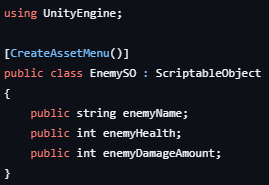 using UnityEngine;
[CreateAssetMenu()]
public class EnemySO : ScriptableObject
{
    public string enemyName;
    public int enemyHealth;
    public int enemyDamageAmount;
}